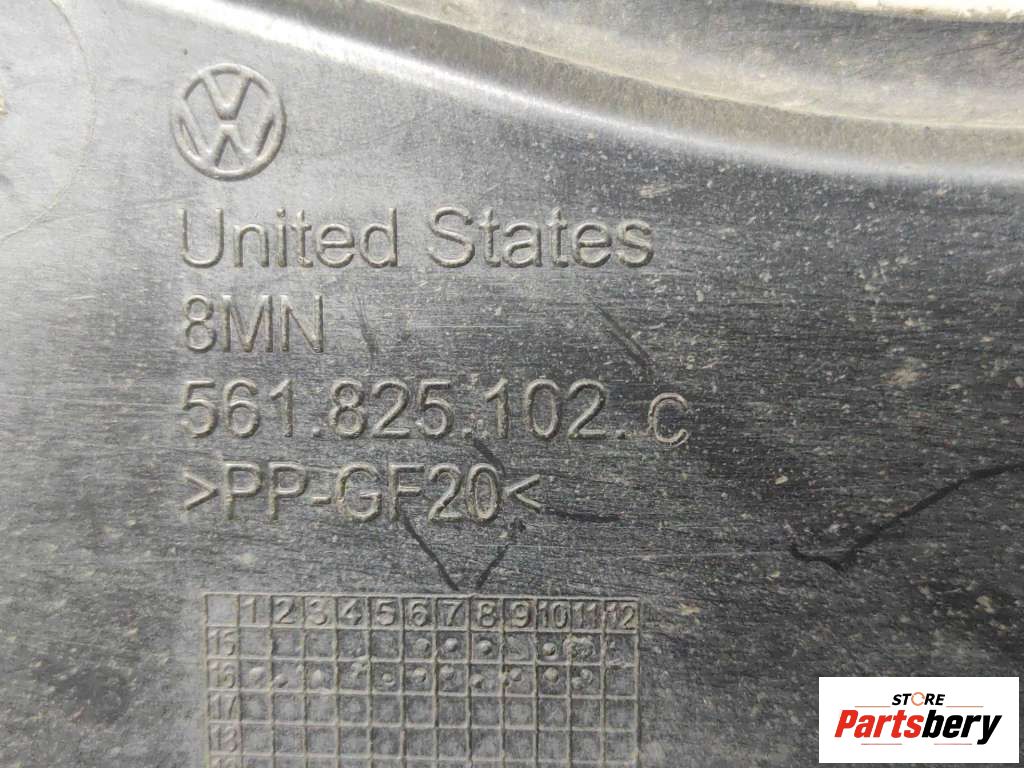 United States
8MN
561.825.102. C
>PP-GF20<
1 2 3 4 5 6 7 8 9 10 11 12
15
16
17
18
STORE
Partsbery